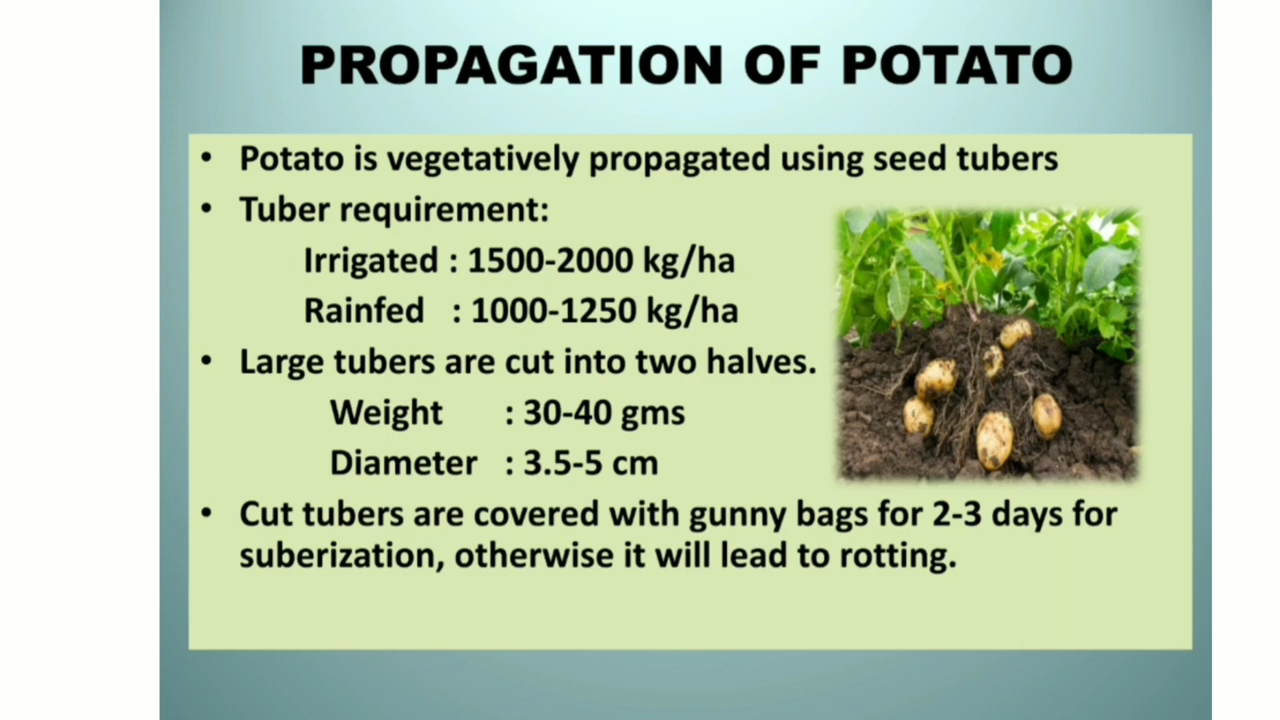 PROPAGATION OF POTATO
• Potato is vegetatively propagated using seed tubers
• Tuber requirement:
Irrigated : 1500-2000 kg/ha
Rainfed : 1000-1250 kg/ha
• Large tubers are cut into two halves.
Weight : 30-40 gms
Diameter : 3.5-5 cm
• Cut tubers are covered with gunny bags for 2-3 days for
suberization, otherwise it will lead to rotting.